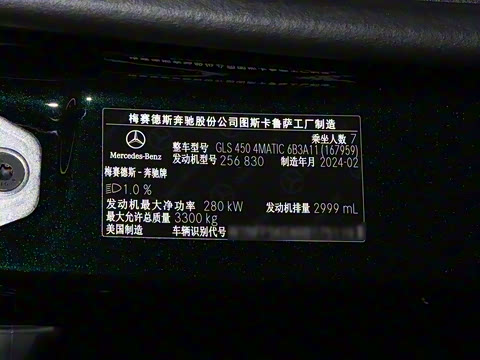 梅赛德斯奔驰股份公司图斯卡鲁萨工厂制造
乘坐人数 7
Mercedes-Benz
整车型号 GLS 450 4MATIC 6B3A11 (167959)
发动机型号 256 830 制造年月 2024-02
梅赛德斯 - 奔驰牌
1.0 %
发动机最大净功率 280 kW 发动机排量 2999 mL
最大允许总质量 3300 kg
美国制造 车辆识别代号